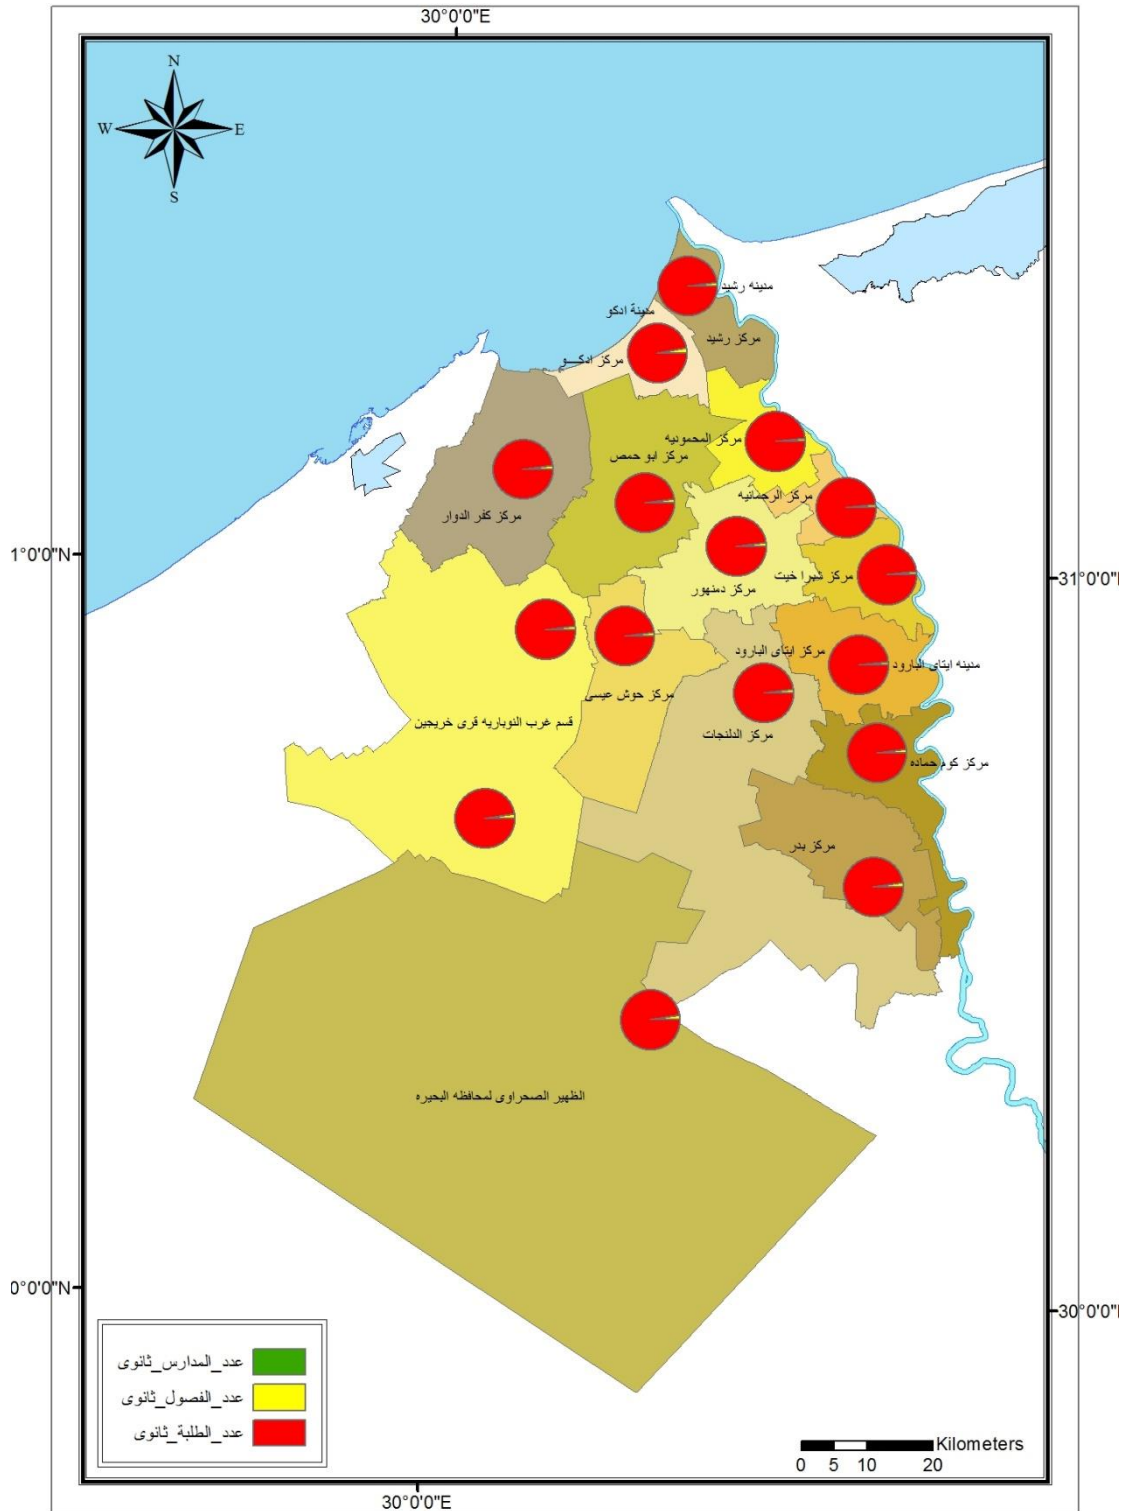 30°0'0"E
N
W
E
S
مدينه رشيد
مدينة ادكو
مركز رشيد
مركز ادكـــو
مركز المحموديه
مركز ابو حمص
مركز الرحمانيه
مركز كفر الدوار
1°0'0"N
مركز شبرا خيت
31°0'0"
مركز دمنهور
مركز ايتاى البارود
مدينه ايتاى البارود
مركز حوش عيسى
قسم غرب النوباريه قرى خريجين
مركز الدلنجات
مركز كوم حماده
مركز بدر
الظهير الصحراوى لمحافظه البحيره
0°0'0"N
30°0'0"
عدد_المدارس_ثانوى
عدد_الفصول_ثانوى
عدد_الطلبة_ثانوى
Kilometers
0 5 10 20
30°0'0"E